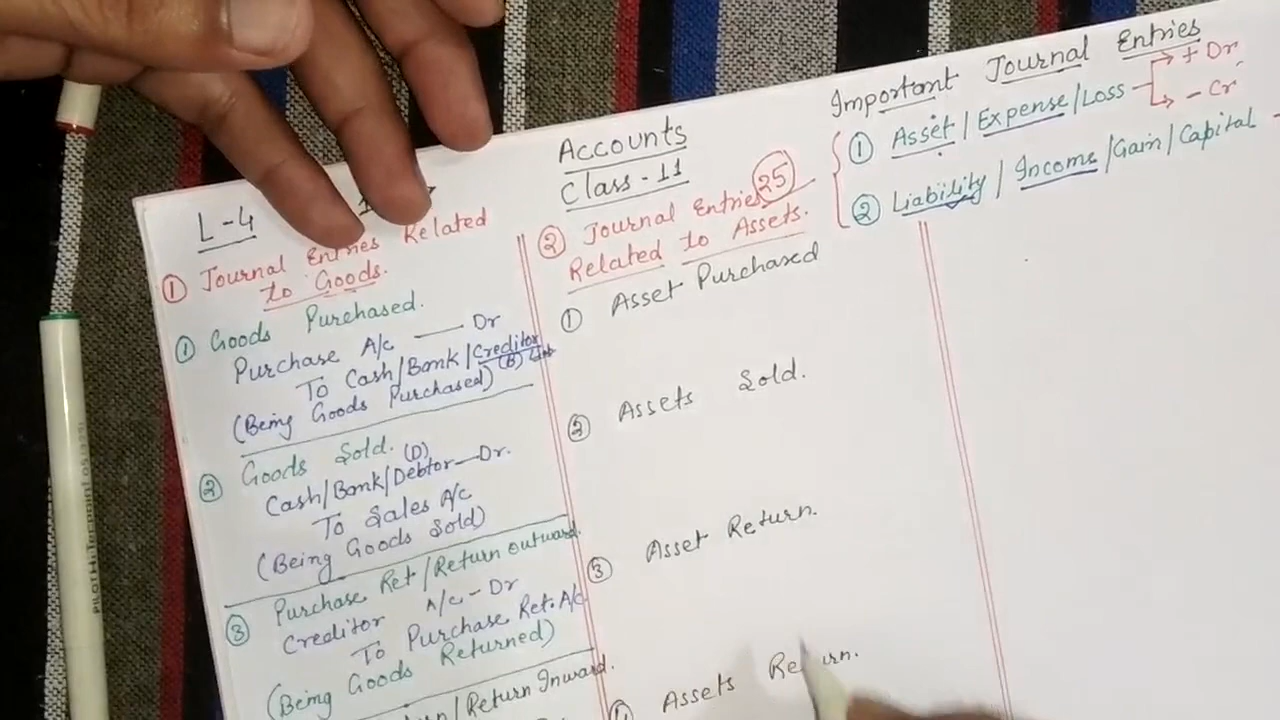 Important Journal Entries
① Asset / Expense / Loss + Dr
- Cr
② Liability / Income / Gain / Capital
Accounts
Class - 11
L-4
① Journal Entries Related
to Goods.
① Goods Purchased.
Purchase A/c —— Dr
To Cash/Bank/Creditor
(B)
(Being Goods Purchased)
② Goods Sold.
(D)
Cash/Bank/Debtor—Dr.
To Sales A/c
(Being Goods Sold)
③ Purchase Ret / Return outward.
Creditor A/c - Dr
To Purchase Ret. A/c
(Being Goods Returned)
/Return Inward.
② Journal Entries 25
Related to Assets.
① Asset Purchased
② Assets Sold.
③ Asset Return.
④ Assets